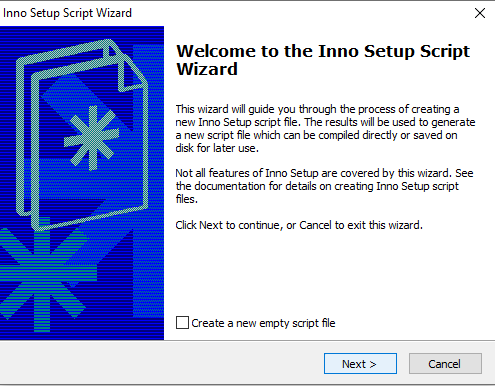 Inno Setup Script Wizard
Welcome to the Inno Setup Script
Wizard
This wizard will guide you through the process of creating a
new Inno Setup script file. The results will be used to generate
a new script file which can be compiled directly or saved on
disk for later use.
Not all features of Inno Setup are covered by this wizard. See
the documentation for details on creating Inno Setup script
files.
Click Next to continue, or Cancel to exit this wizard.
Create a new empty script file
Next >
Cancel